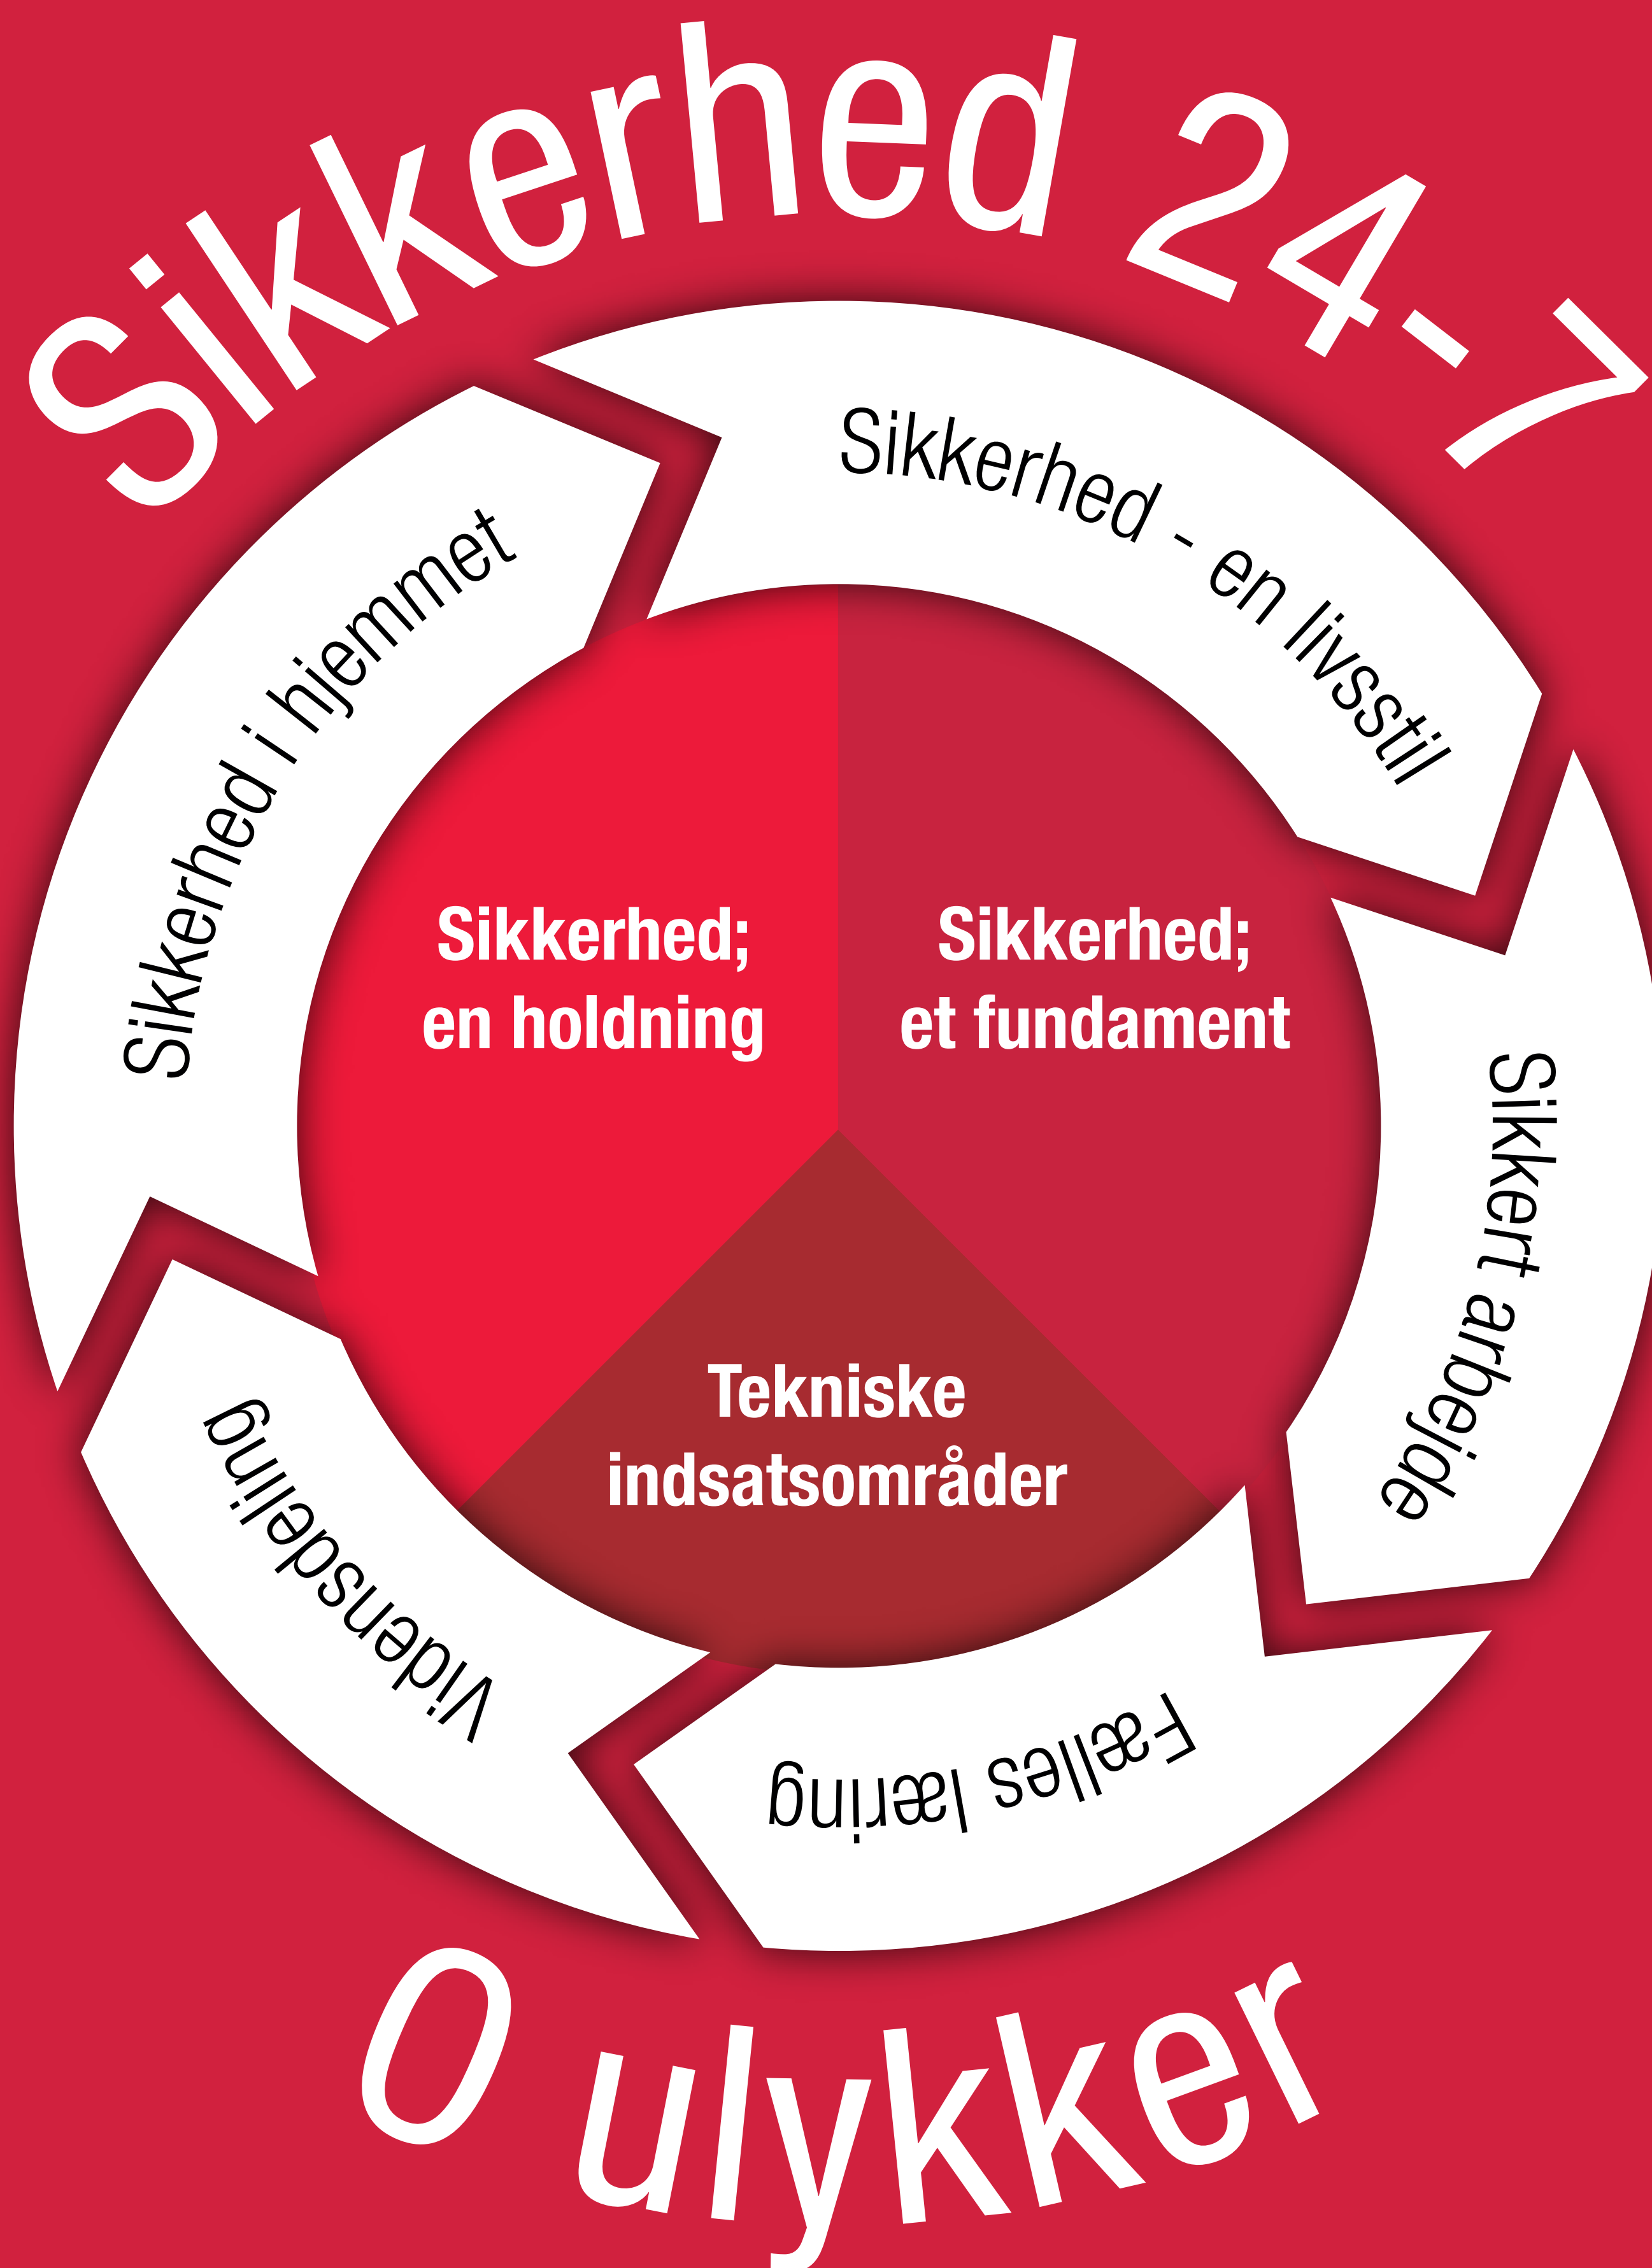 Sikkerhed 24-7
Sikkerhed - en livsstil
Sikkert arbejde
Fælles læring
Vidensdeling
Sikkerhed i hjemmet
Sikkerhed;
en holdning
Sikkerhed;
et fundament
Tekniske
indsatsområder
0 ulykker